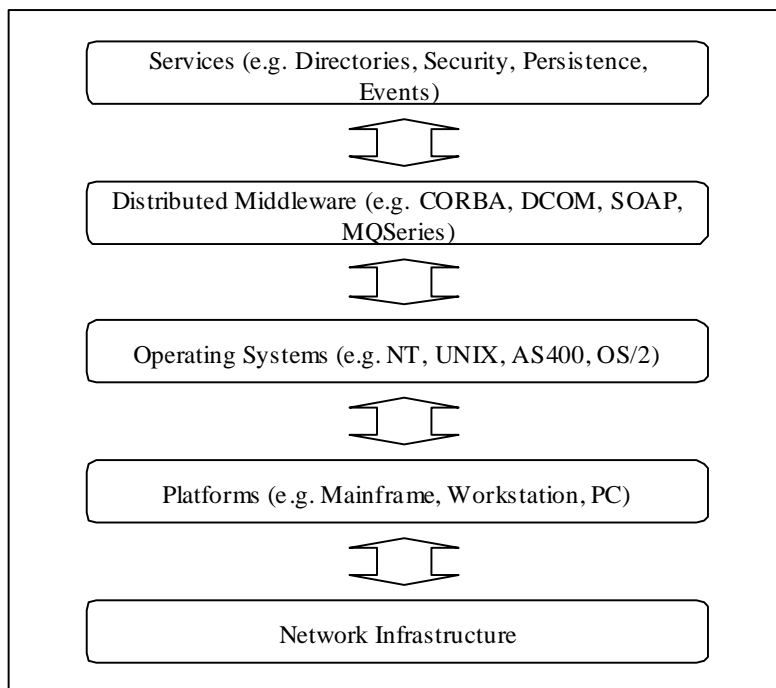 Services (e.g. Directories, Security, Persistence,
Events)
Distributed Middleware (e.g. CORBA, DCOM, SOAP,
MQSeries)
Operating Systems (e.g. NT, UNIX, AS400, OS/2)
Platforms (e.g. Mainframe, Workstation, PC)
Network Infrastructure